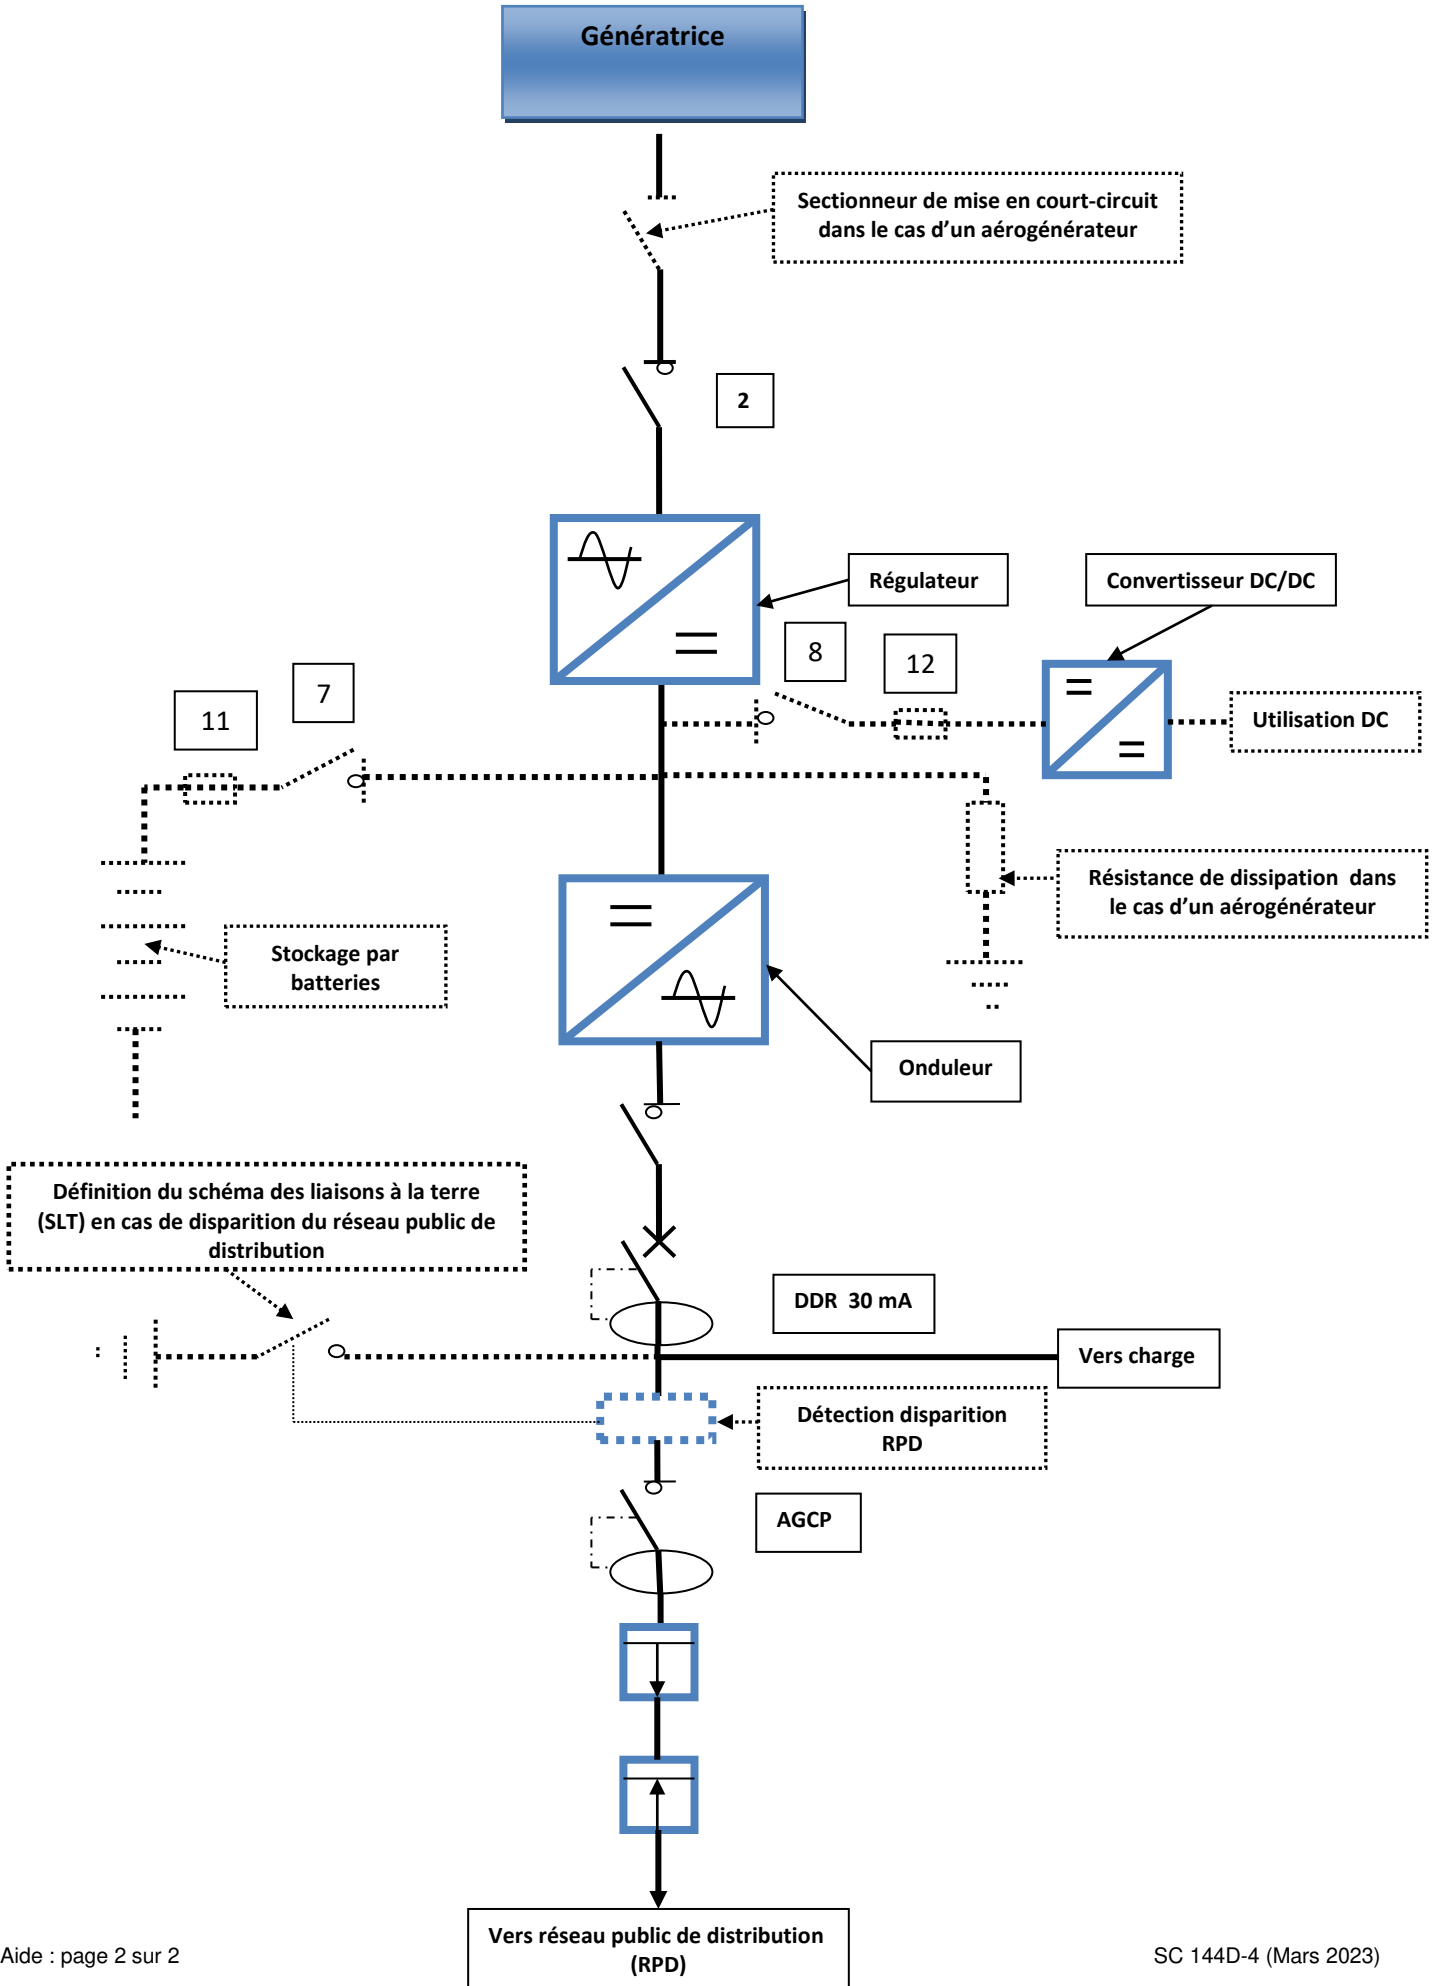 Génératrice
Sectionneur de mise en court-circuit
dans le cas d'un aérogénérateur
2
Régulateur
Convertisseur DC/DC
8
12
7
11
Utilisation DC
Résistance de dissipation dans
le cas d'un aérogénérateur
Stockage par
batteries
Onduleur
Définition du schéma des liaisons à la terre
(SLT) en cas de disparition du réseau public de
distribution
DDR 30 mA
Vers charge
Détection disparition
RPD
AGCP
Vers réseau public de distribution
(RPD)
Aide : page 2 sur 2
SC 144D-4 (Mars 2023)